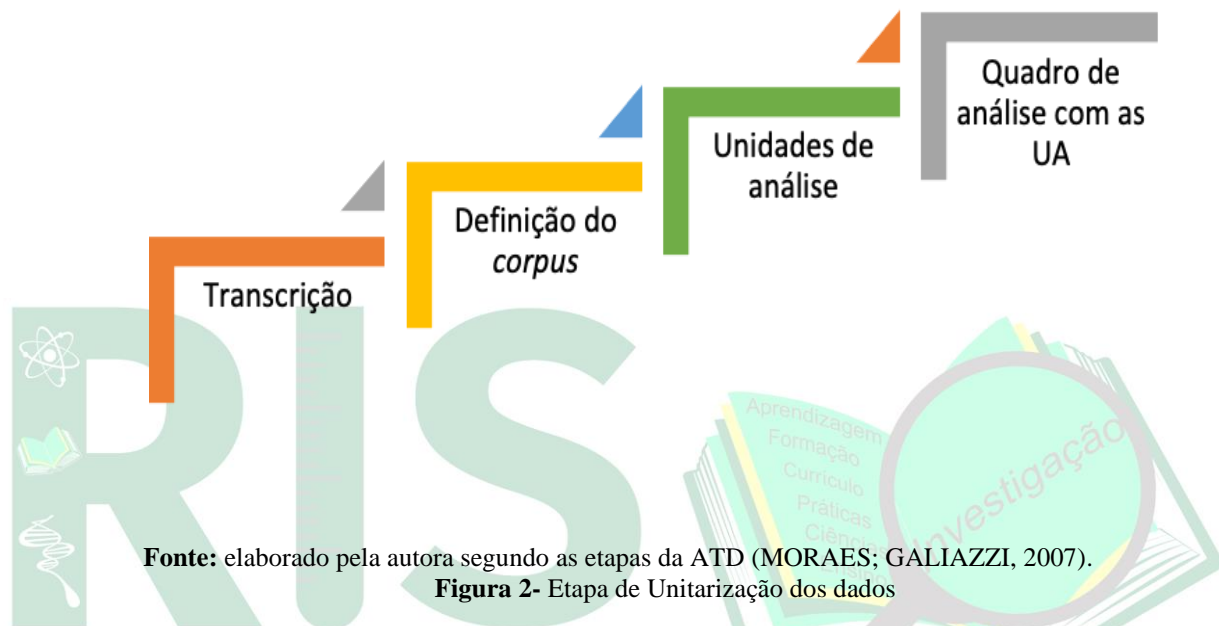 Quadro de
análise com as
UA
Unidades de
análise
Definição do
corpus
Transcrição
RIS
Aprendizagem
Formação
Currículo
Práticas
Investigação
Fonte: elaborado pela autora segundo as etapas da ATD (MORAES; GALIAZZI, 2007).
Figura 2- Etapa de Unitarização dos dados